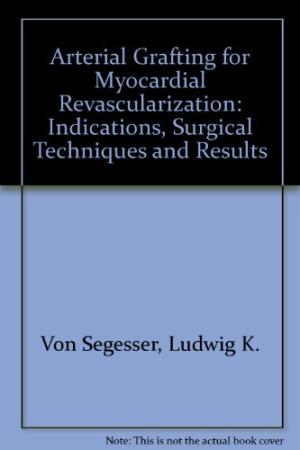 Arterial Grafting for
Myocardial
Revascularization:
Indications, Surgical
Techniques and Results
Von Segesser, Ludwig K.
Note: This is not the actual book cover